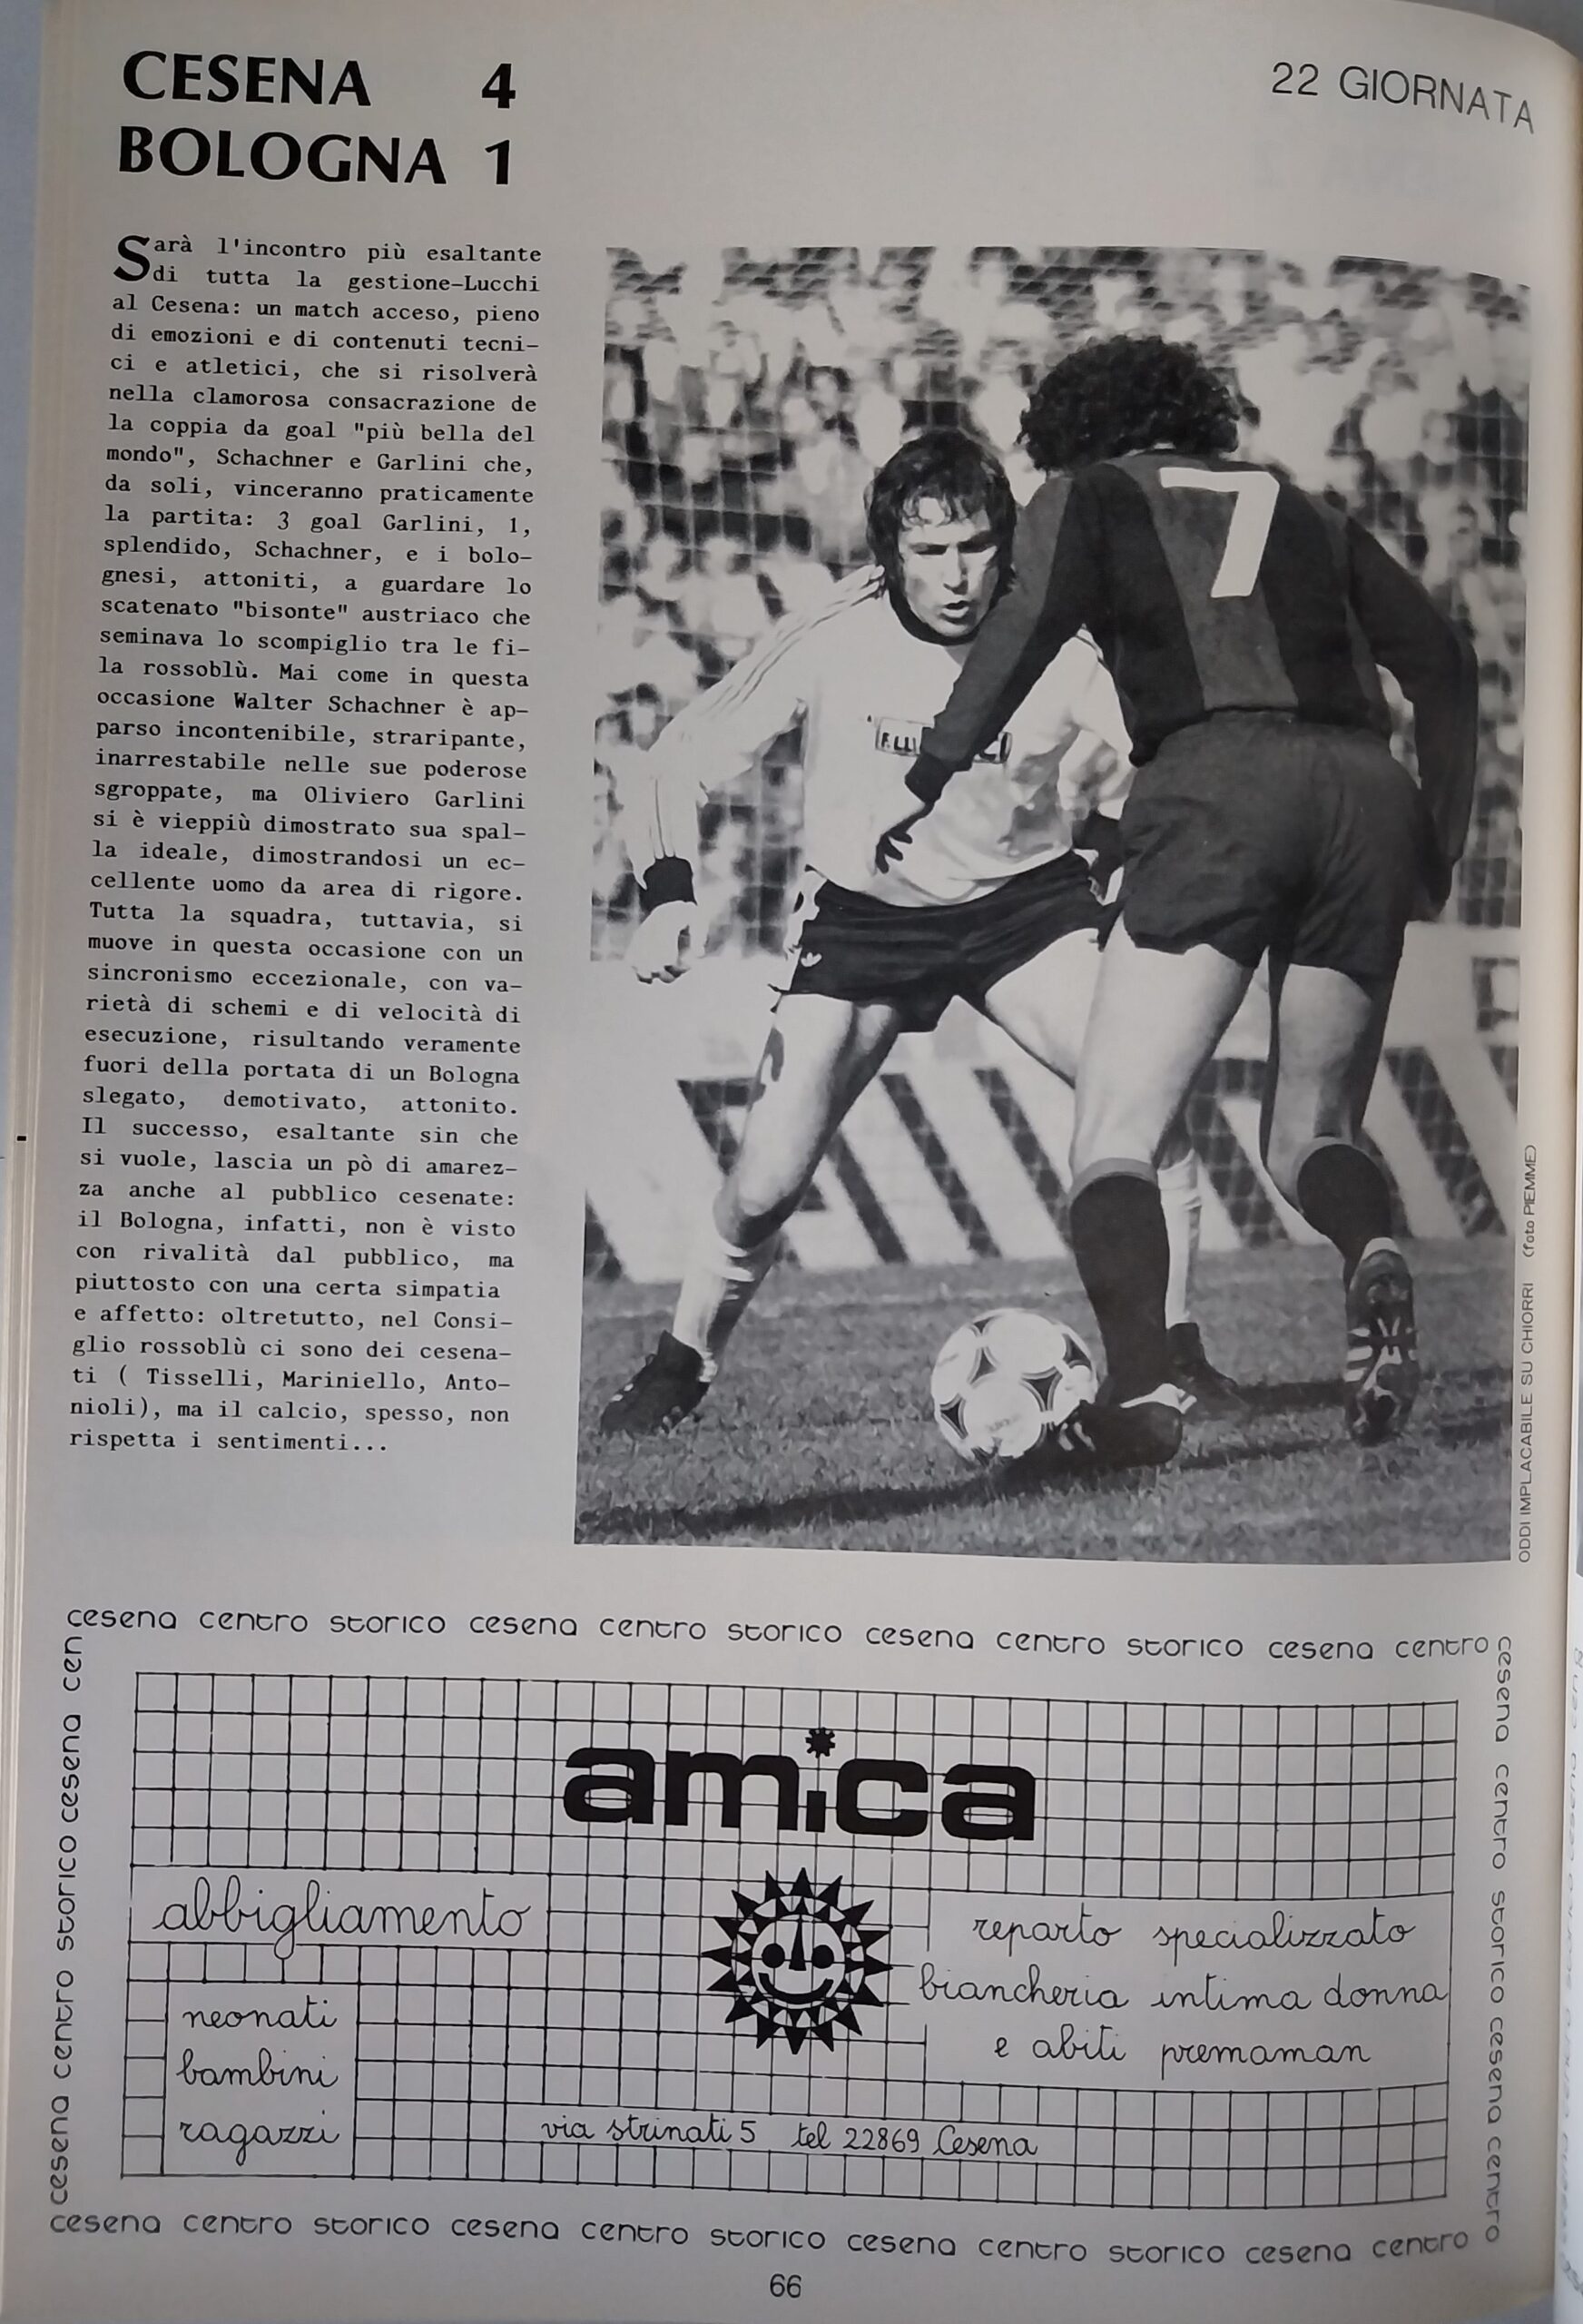 CESENA 4
BOLOGNA 1
22 GIORNATA
Sarà l'incontro più esaltante
di tutta la gestione-Lucchi
al Cesena: un match acceso, pieno
di emozioni e di contenuti tecni-
ci e atletici, che si risolverà
nella clamorosa consacrazione de
la coppia da goal "più bella del
mondo", Schachner e Garlini che,
da soli, vinceranno praticamente
la partita: 3 goal Garlini, 1,
splendido, Schachner, e i bolo-
gnesi, attoniti, a guardare lo
scatenato "bisonte" austriaco che
seminava lo scompiglio tra le fi-
la rossoblù. Mai come in questa
occasione Walter Schachner è ap-
parso incontenibile, straripante,
inarrestabile nelle sue poderose
sgroppate, ma Oliviero Garlini
si è vieppiù dimostrato sua spal-
la ideale, dimostrandosi un ec-
cellente uomo da area di rigore.
Tutta la squadra, tuttavia, si
muove in questa occasione con un
sincronismo eccezionale, con va-
rietà di schemi e di velocità di
esecuzione, risultando veramente
fuori della portata di un Bologna
slegato, demotivato, attonito.
Il successo, esaltante sin che
si vuole, lascia un pò di amarez-
za anche al pubblico cesenate:
il Bologna, infatti, non è visto
con rivalità dal pubblico, ma
piuttosto con una certa simpatia
e affetto: oltretutto, nel Consi-
glio rossoblù ci sono dei cesena-
ti ( Tisselli, Mariniello, Anto-
nioli), ma il calcio, spesso, non
rispetta i sentimenti...
7
F.LLI
ODDI IMPLACABILE SU CHIORRI (foto PIEMME)
cesena centro storico cesena centro storico cesena centro storico cesena centro
cesena centro storico cesena cen
cesena centro storico cesena centro
amica
abbigliamento
neonati
bambini
ragazzi
reparto specializzato
biancheria intima donna
e abiti premaman
via strinati 5 tel 22869 Cesena
cesena centro storico cesena centro storico cesena centro storico cesena centro
66